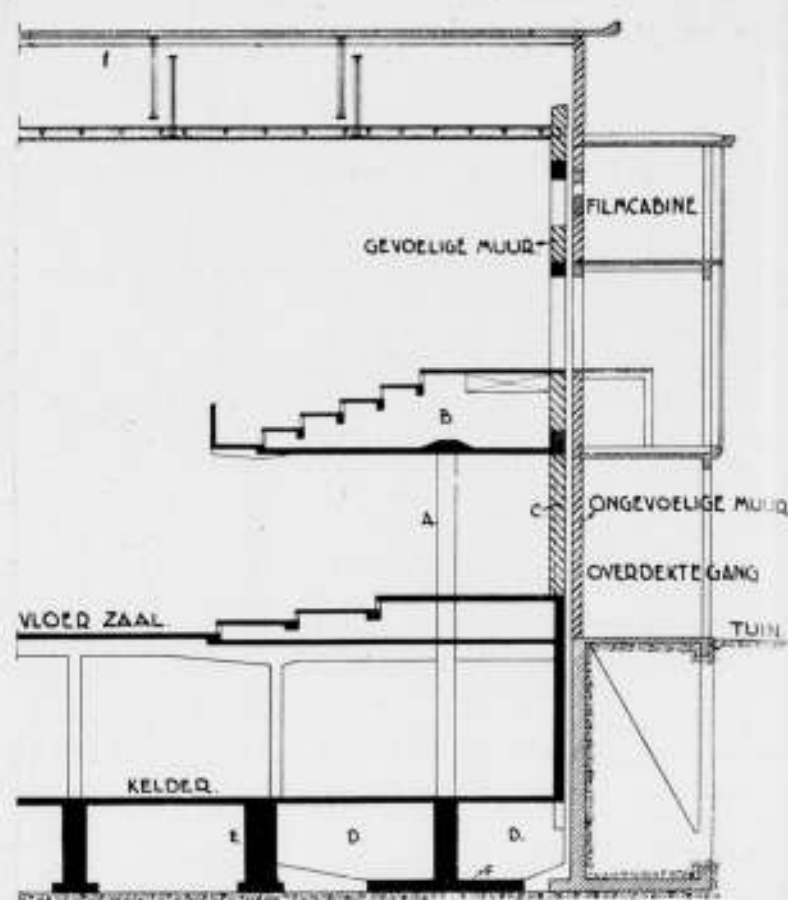 f
FILMCABINE
GEVOELIGE MUUR
B
A
C
ONGEVOELIGE MUUR
OVERDEKTE GANG
VLOER ZAAL.
TUIN.
KELDER.
E
D
D.
F